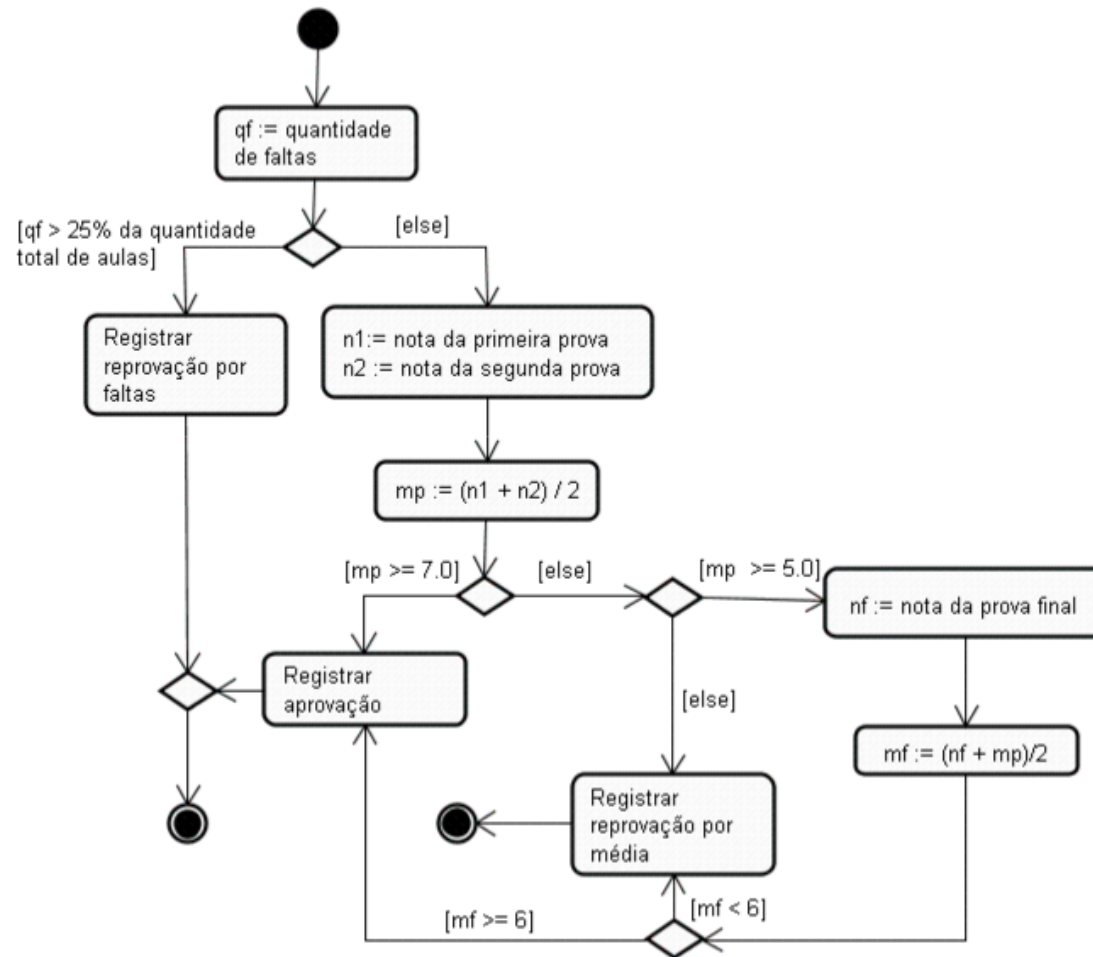 qf := quantidade
de faltas
[qf > 25% da quantidade
total de aulas]
[else]
Registrar
reprovação por
faltas
n1:= nota da primeira prova
n2 := nota da segunda prova
mp := (n1 + n2) / 2
[mp >= 7.0]
[else]
[mp >= 5.0]
nf := nota da prova final
Registrar
aprovação
[else]
mf := (nf + mp)/2
Registrar
reprovação por
média
[mf >= 6]
[mf < 6]